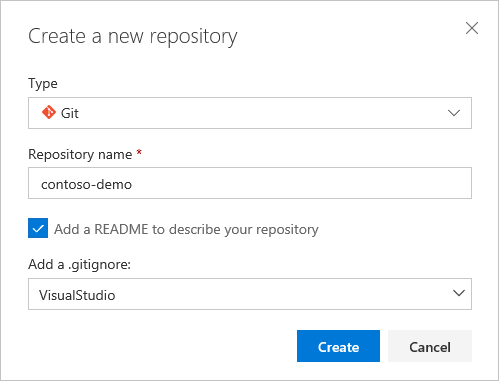 Create a new repository
Type
Git
Repository name *
contoso-demo
Add a README to describe your repository
Add a .gitignore:
VisualStudio
Create
Cancel